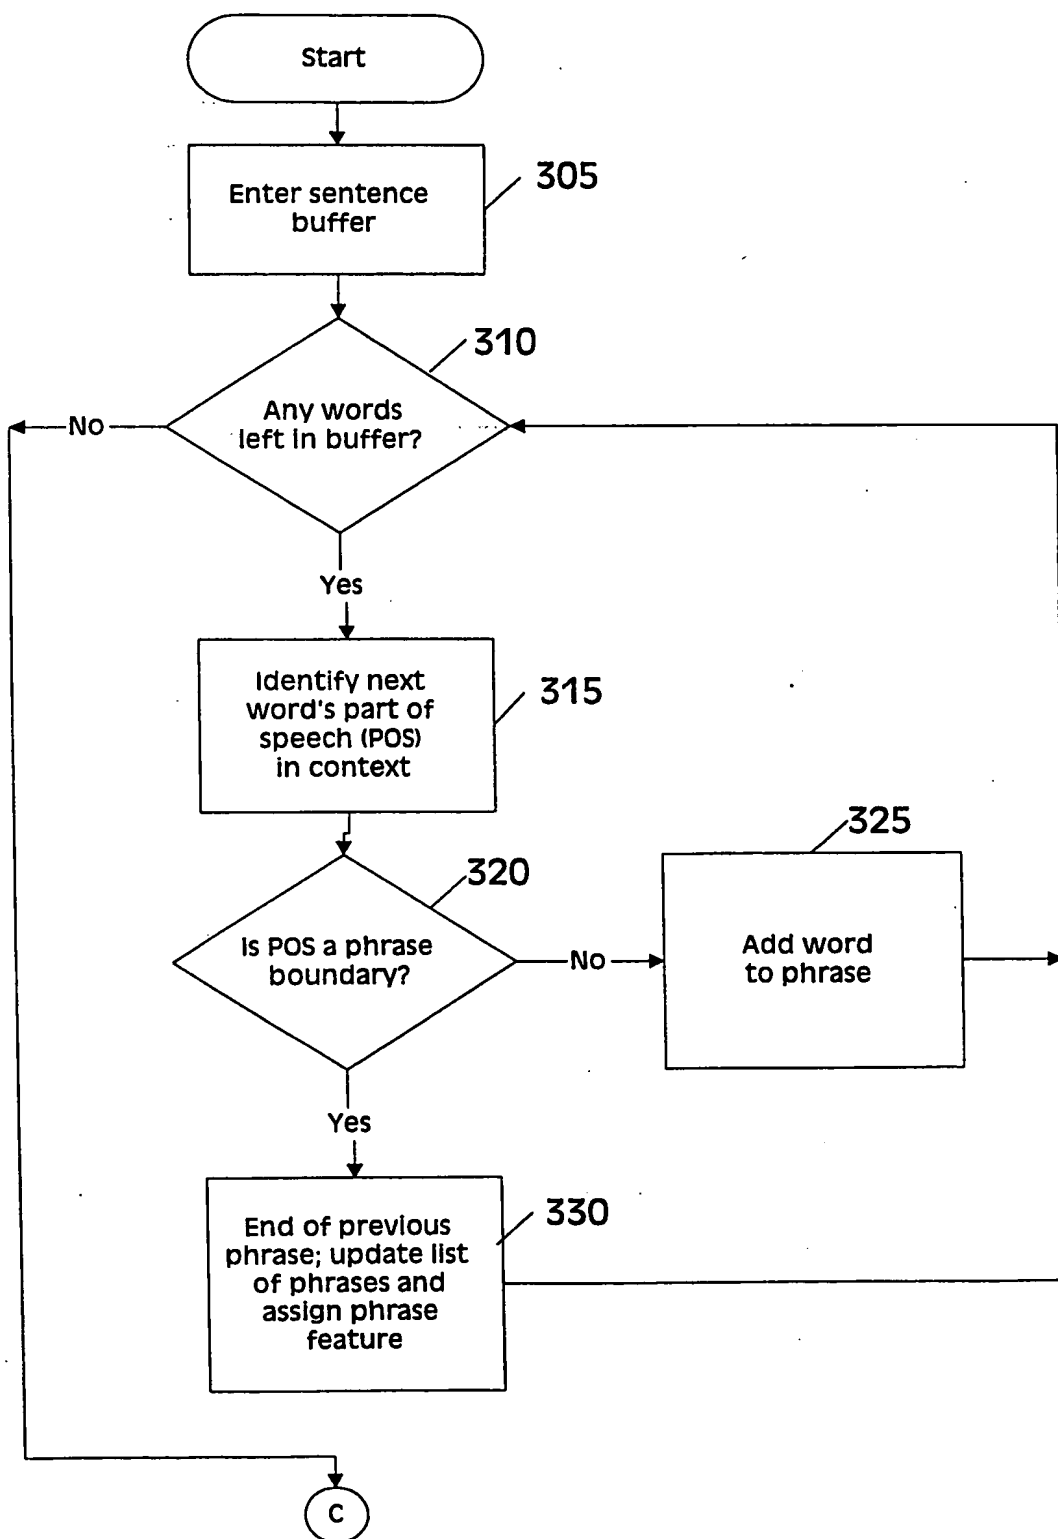 Start
Enter sentence
buffer
305
310
Any words
left in buffer?
No
Yes
Identify next
word's part of
speech (POS)
in context
315
320
325
Is POS a phrase
boundary?
No
Add word
to phrase
Yes
End of previous
phrase; update list
of phrases and
assign phrase
feature
330
C